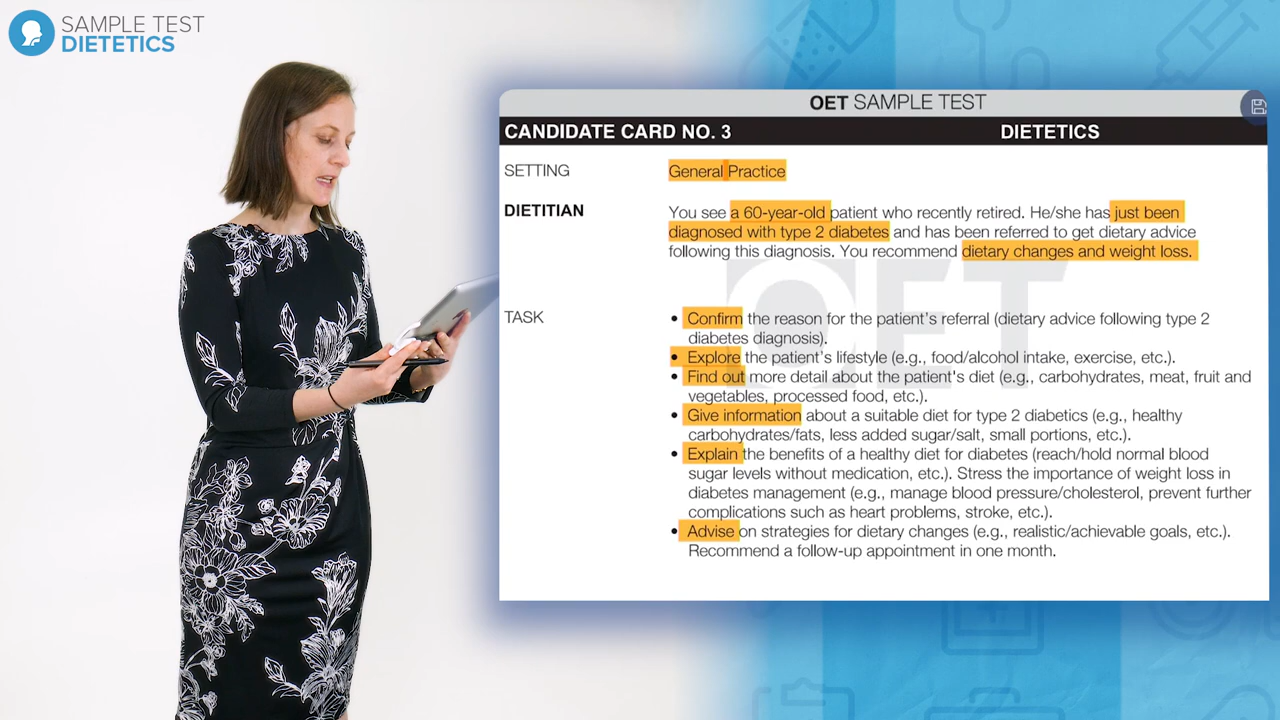 SAMPLE TEST
DIETETICS
OET SAMPLE TEST
CANDIDATE CARD NO. 3 DIETETICS
SETTING General Practice
DIETITIAN You see a 60-year-old patient who recently retired. He/she has just been
diagnosed with type 2 diabetes and has been referred to get dietary advice
following this diagnosis. You recommend dietary changes and weight loss.
OET
TASK • Confirm the reason for the patient's referral (dietary advice following type 2
diabetes diagnosis).
• Explore the patient's lifestyle (e.g., food/alcohol intake, exercise, etc.).
• Find out more detail about the patient's diet (e.g., carbohydrates, meat, fruit and
vegetables, processed food, etc.).
• Give information about a suitable diet for type 2 diabetics (e.g., healthy
carbohydrates/fats, less added sugar/salt, small portions, etc.).
• Explain the benefits of a healthy diet for diabetes (reach/hold normal blood
sugar levels without medication, etc.). Stress the importance of weight loss in
diabetes management (e.g., manage blood pressure/cholesterol, prevent further
complications such as heart problems, stroke, etc.).
• Advise on strategies for dietary changes (e.g., realistic/achievable goals, etc.).
Recommend a follow-up appointment in one month.